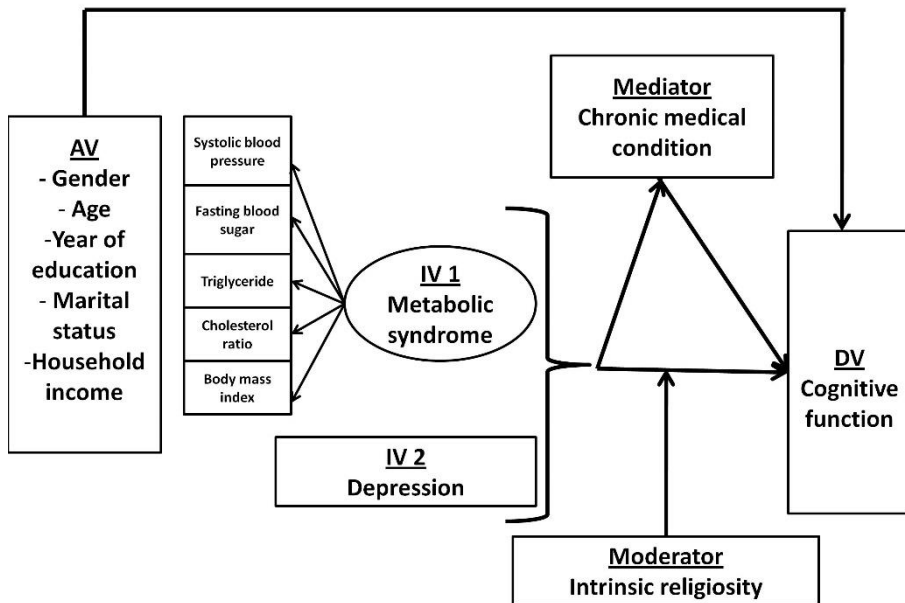 AV
- Gender
- Age
-Year of
education
- Marital
status
-Household
income
Systolic blood
pressure
Fasting blood
sugar
Triglyceride
Cholesterol
ratio
Body mass
index
IV 1
Metabolic
syndrome
IV 2
Depression
Mediator
Chronic medical
condition
Moderator
Intrinsic religiosity
DV
Cognitive
function